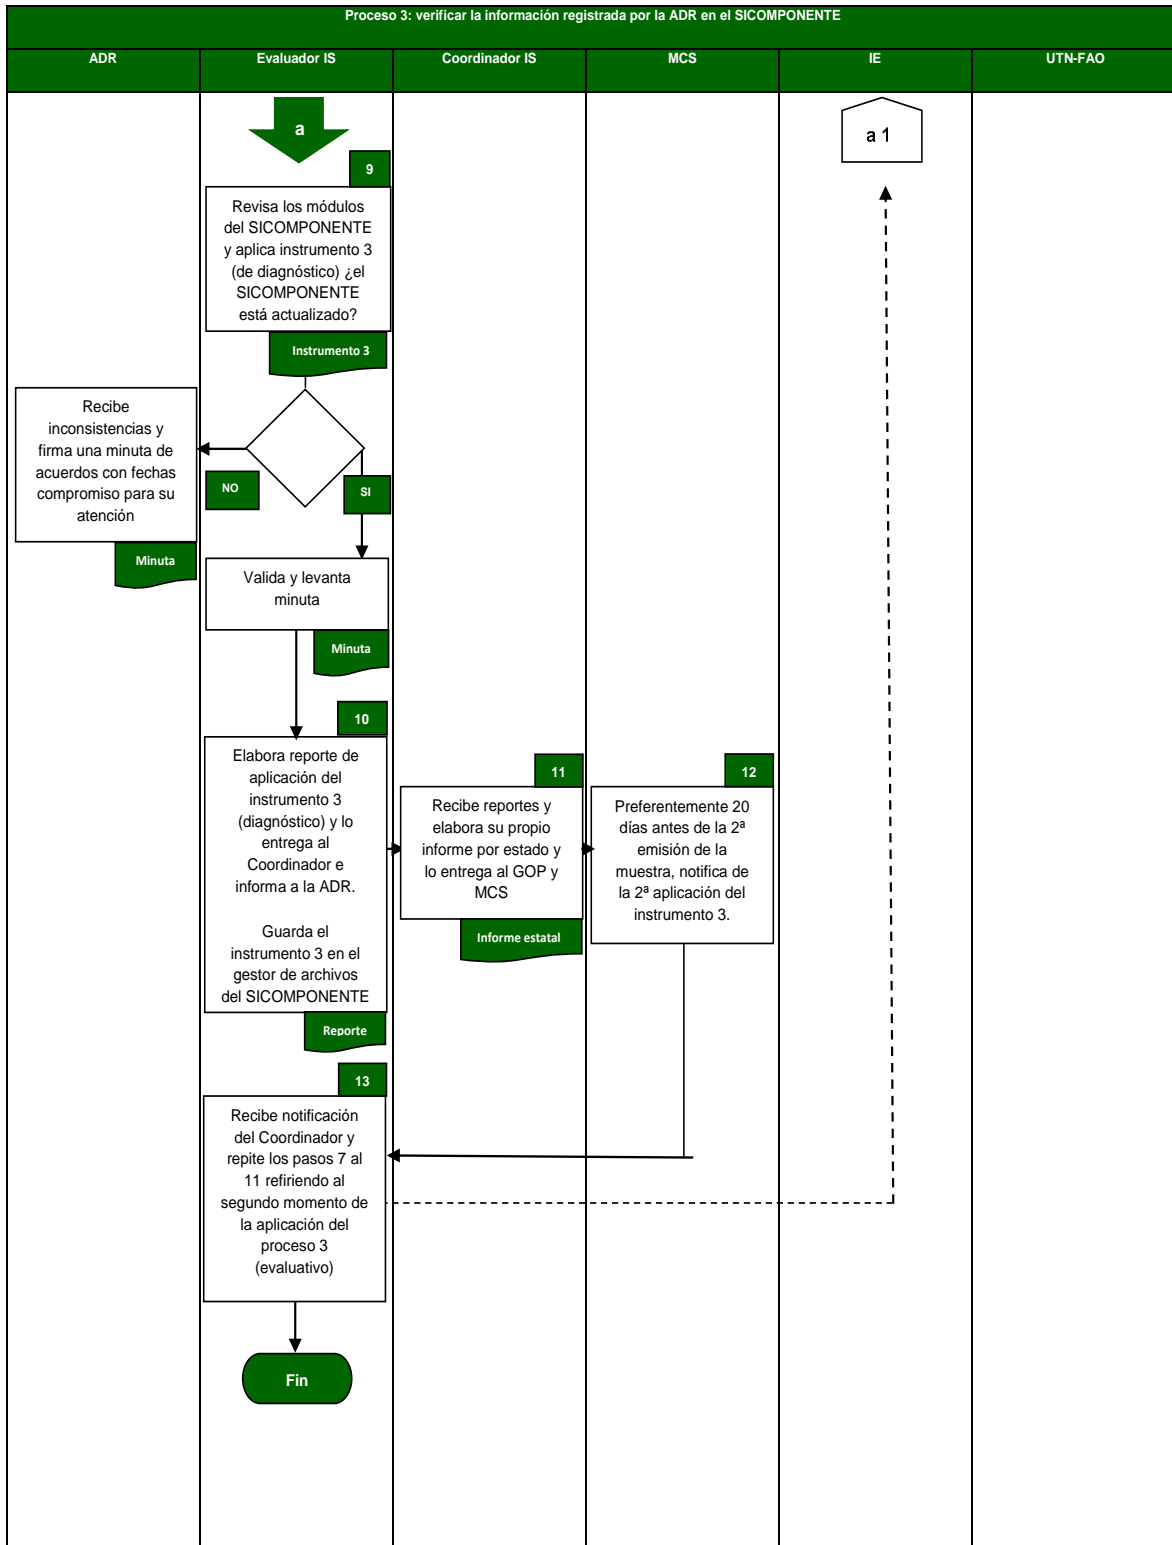 Proceso 3: verificar la información registrada por la ADR en el SICOMPONENTE
ADR
Evaluador IS
Coordinador IS
MCS
IE
UTN-FAO
a
a 1
9
Revisa los módulos
del SICOMPONENTE
y aplica instrumento 3
(de diagnóstico) ¿el
SICOMPONENTE
está actualizado?
Instrumento 3
Recibe
inconsistencias y
firma una minuta de
acuerdos con fechas
compromiso para su
atención
Minuta
NO
SI
Valida y levanta
minuta
Minuta
10
Elabora reporte de
aplicación del
instrumento 3
(diagnóstico) y lo
entrega al
Coordinador e
informa a la ADR.
Guarda el
instrumento 3 en el
gestor de archivos
del SICOMPONENTE
Reporte
11
Recibe reportes y
elabora su propio
informe por estado y
lo entrega al GOP y
MCS
Informe estatal
12
Preferentemente 20
días antes de la 2ª
emisión de la
muestra, notifica de
la 2ª aplicación del
instrumento 3.
13
Recibe notificación
del Coordinador y
repite los pasos 7 al
11 refiriendo al
segundo momento de
la aplicación del
proceso 3
(evaluativo)
Fin